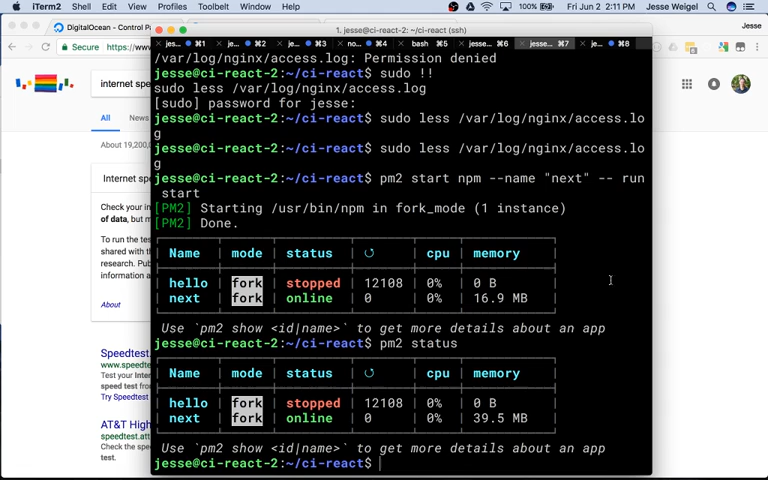 iTerm2 Shell Edit View Profiles Toolbelt Window Help 100% Fri Jun 2 2:11 PM Jesse Weigel
DigitalOcean - Control P
Jesse
Secure https://www
1. jesse@ci-react-2: ~/ci-react (ssh)
jes... ⌘1 jesse... ⌘2 jes... ⌘3 no... ⌘4 bash ⌘5 jesse... ⌘6 jesse... ⌘7 jes... ⌘8
internet spe
All News
About 19,200,
Internet spee
Check your in
of data, but m
To run the te
shared with t
research. Pub
information a
About
Speedtest.
www.speedtest
Test your Intern
speed test from
Try Speedtest
AT&T High
speedtest.att
Check the spe
test.
/var/log/nginx/access.log: Permission denied
jesse@ci-react-2:~/ci-react$ sudo !!
sudo less /var/log/nginx/access.log
[sudo] password for jesse:
jesse@ci-react-2:~/ci-react$ sudo less /var/log/nginx/access.lo
g
jesse@ci-react-2:~/ci-react$ sudo less /var/log/nginx/access.lo
g
jesse@ci-react-2:~/ci-react$ pm2 start npm --name "next" -- run
start
[PM2] Starting /usr/bin/npm in fork_mode (1 instance)
[PM2] Done.
Name │ mode │ status │ ↺ │ cpu │ memory
hello │ fork │ stopped │ 12108 │ 0% │ 0 B
next │ fork │ online │ 0 │ 0% │ 16.9 MB
Use `pm2 show <id|name>` to get more details about an app
jesse@ci-react-2:~/ci-react$ pm2 status
Name │ mode │ status │ ↺ │ cpu │ memory
hello │ fork │ stopped │ 12108 │ 0% │ 0 B
next │ fork │ online │ 0 │ 0% │ 39.5 MB
Use `pm2 show <id|name>` to get more details about an app
jesse@ci-react-2:~/ci-react$